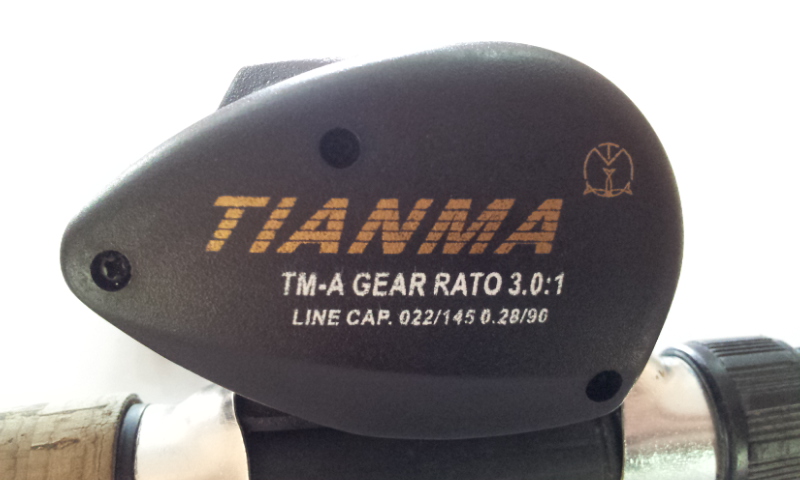 TIANMA
TM-A GEAR RATO 3.0:1
LINE CAP. 022/145 0.28/90